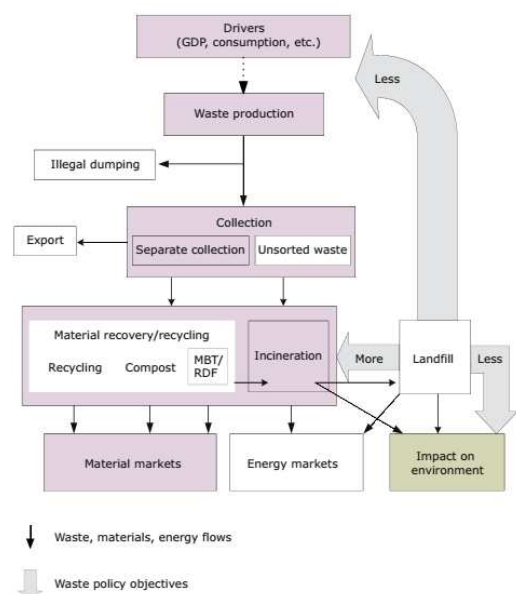 Drivers
(GDP, consumption, etc.)
Less
Waste production
Illegal dumping
Collection
Export
Separate collection
Unsorted waste
Material recovery/recycling
MBT/
RDF
Recycling
Compost
Incineration
More
Landfill
Less
Material markets
Energy markets
Impact on
environment
Waste, materials, energy flows
Waste policy objectives